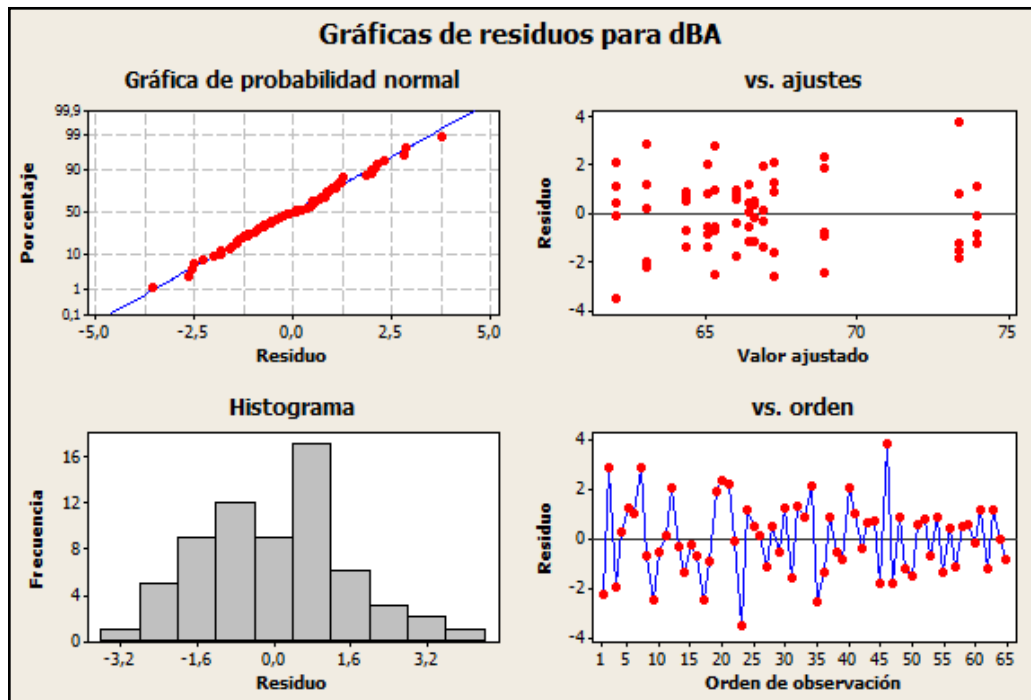 Gráficas de residuos para dBA
Gráfica de probabilidad normal
99,9
99
90
50
10
1
0,1
Porcentaje
-5,0 -2,5 0,0 2,5 5,0
Residuo
vs. ajustes
4
2
0
-2
-4
Residuo
65 70 75
Valor ajustado
Histograma
16
12
8
4
0
Frecuencia
-3,2 -1,6 0,0 1,6 3,2
Residuo
vs. orden
4
2
0
-2
-4
Residuo
1 5 10 15 20 25 30 35 40 45 50 55 60 65
Orden de observación